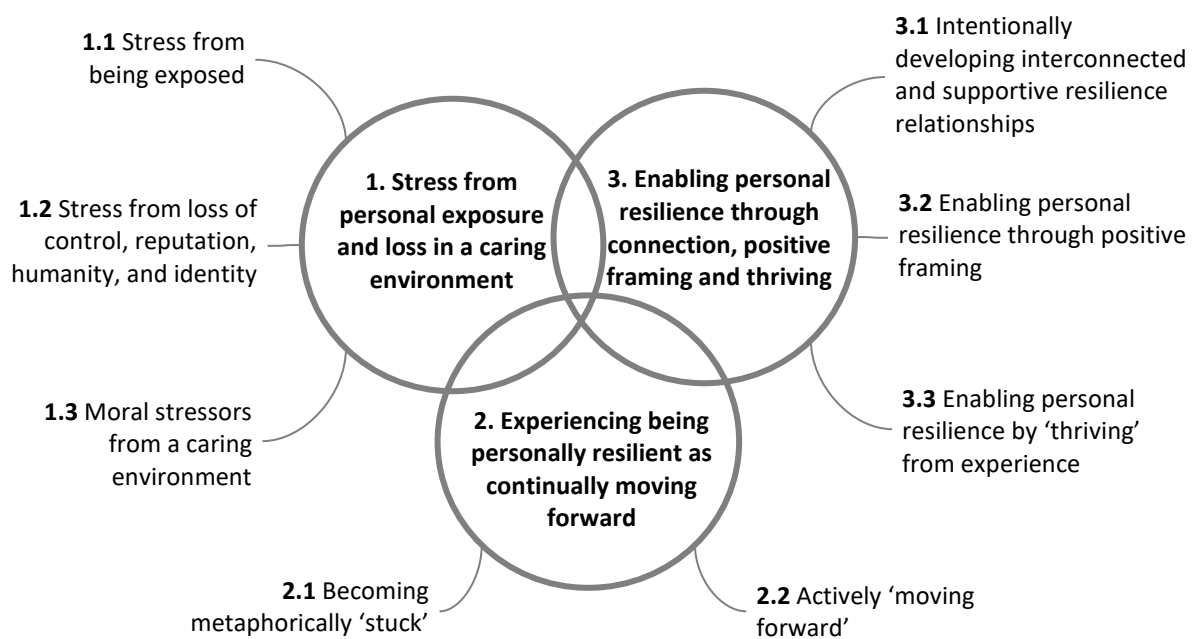 1.1 Stress from
being exposed
1.2 Stress from loss of
control, reputation,
humanity, and identity
1.3 Moral stressors
from a caring
environment
1. Stress from
personal exposure
and loss in a caring
environment
3. Enabling personal
resilience through
connection, positive
framing and thriving
2. Experiencing being
personally resilient as
continually moving
forward
3.1 Intentionally
developing interconnected
and supportive resilience
relationships
3.2 Enabling personal
resilience through positive
framing
3.3 Enabling personal
resilience by ‘thriving’
from experience
2.1 Becoming
metaphorically ‘stuck’
2.2 Actively ‘moving
forward’